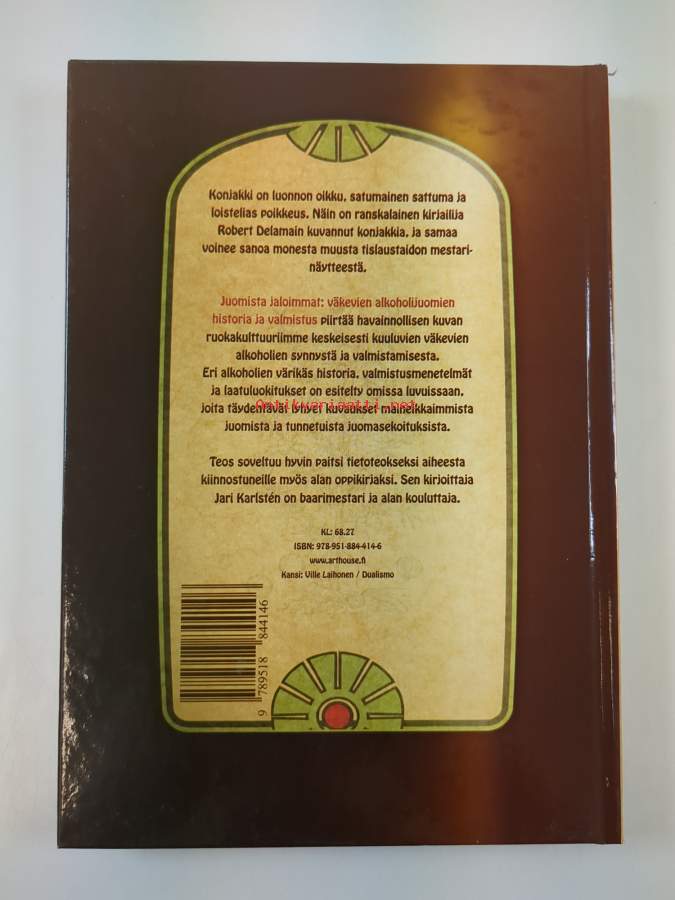 Konjakki on luonnon oikku, satumainen sattuma ja
loistelias poikkeus. Näin on ranskalainen kirjailija
Robert Delamain kuvannut konjakkia, ja samaa
voinee sanoa monesta muusta tislaustaidon mestari-
näytteestä.
Juomista jaloimmat: väkevien alkoholijuomien
historia ja valmistus piirtää havainnollisen kuvan
ruokakulttuuriimme keskeisesti kuuluvien väkevien
alkoholien synnystä ja valmistamisesta.
Eri alkoholien värikäs historia, valmistusmenetelmät
ja laatuluokitukset on esitelty omissa luvuissaan,
Antikvariaatti.net
joita täydentävät lyhyet kuvaukset maineikkaimmista
juomista ja tunnetuista juomasekoituksista.
Teos soveltuu hyvin paitsi tietoteokseksi aiheesta
kiinnostuneille myös alan oppikirjaksi. Sen kirjoittaja
Jari Karlstén on baarimestari ja alan kouluttaja.
KL: 68.27
ISBN: 978-951-884-414-6
www.arthouse.fi
Kansi: Ville Laihonen / Dualismo
9 789518 844146